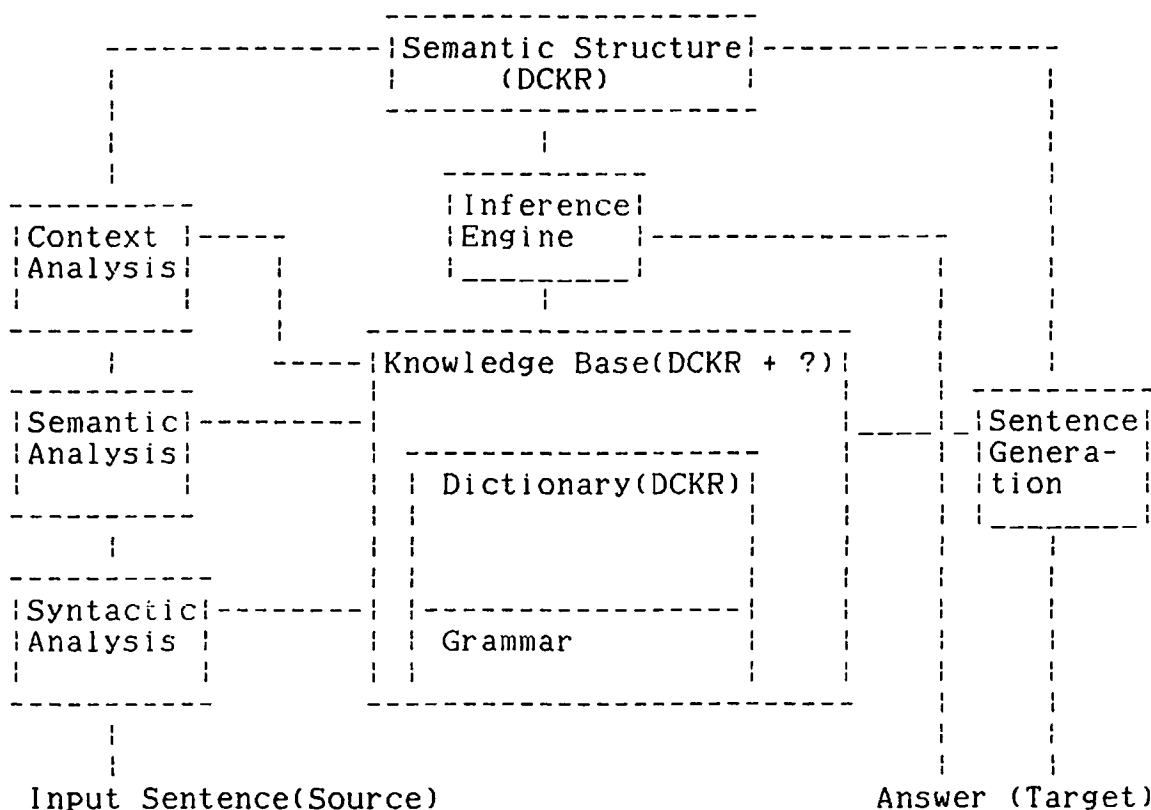 Semantic Structure
(DCKR)
Inference
Engine
Context
Analysis
Knowledge Base(DCKR + ?)
Semantic
Analysis
Sentence
Genera-
tion
Dictionary(DCKR)
Syntactic
Analysis
Grammar
Input Sentence(Source)
Answer (Target)